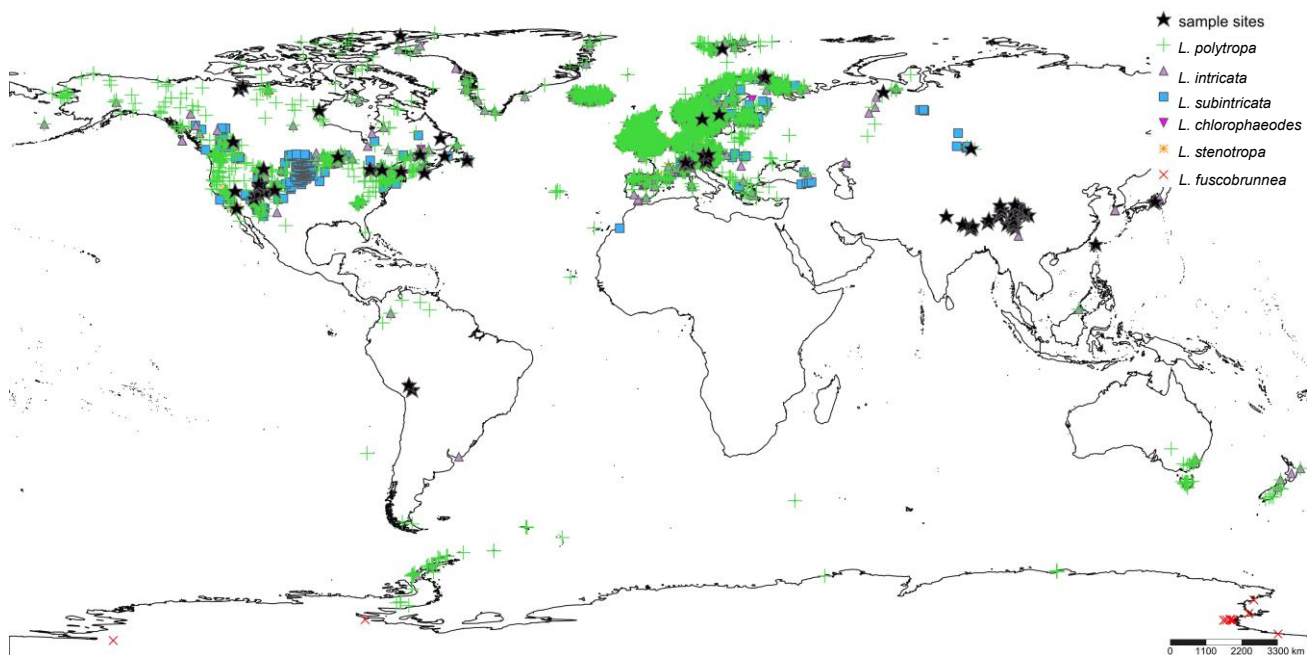 sample sites
L. polytropa
L. intricata
L. subintricata
L. chlorophaeodes
L. stenotropa
L. fuscobrunnea
0 1100 2200 3300 km